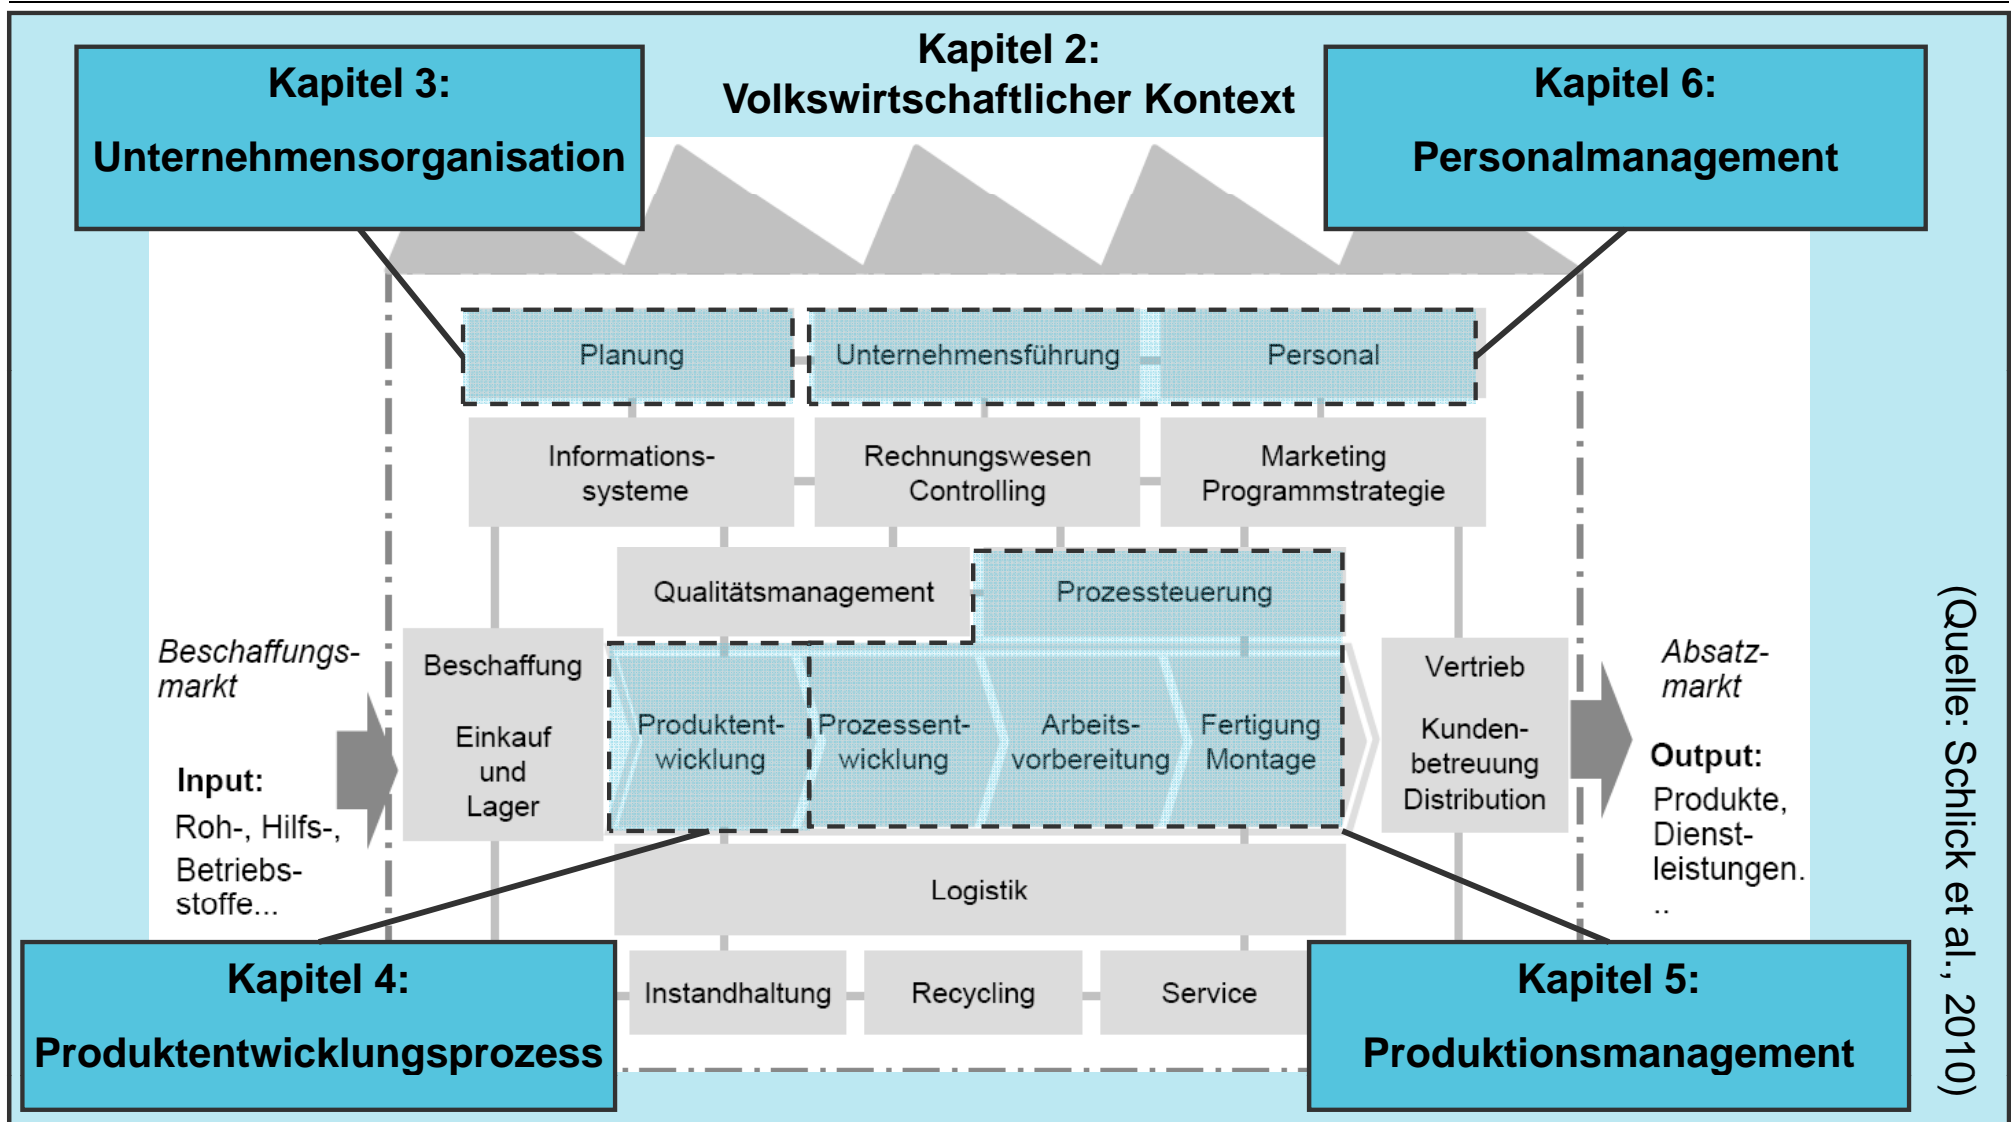 Kapitel 2:
Volkswirtschaftlicher Kontext
Kapitel 3:
Unternehmensorganisation
Kapitel 6:
Personalmanagement
Planung
Unternehmensführung
Personal
Informations-
systeme
Rechnungswesen
Controlling
Marketing
Programmstrategie
Qualitätsmanagement
Prozessteuerung
Beschaffungs-
markt
Input:
Roh-, Hilfs-,
Betriebs-
stoffe...
Beschaffung
Einkauf
und
Lager
Produktent-
wicklung
Prozessent-
wicklung
Arbeits-
vorbereitung
Fertigung
Montage
Vertrieb
Kunden-
betreuung
Distribution
Absatz-
markt
Output:
Produkte,
Dienst-
leistungen.
..
Logistik
Instandhaltung
Recycling
Service
Kapitel 4:
Produktentwicklungsprozess
Kapitel 5:
Produktionsmanagement
(Quelle: Schlick et al., 2010)